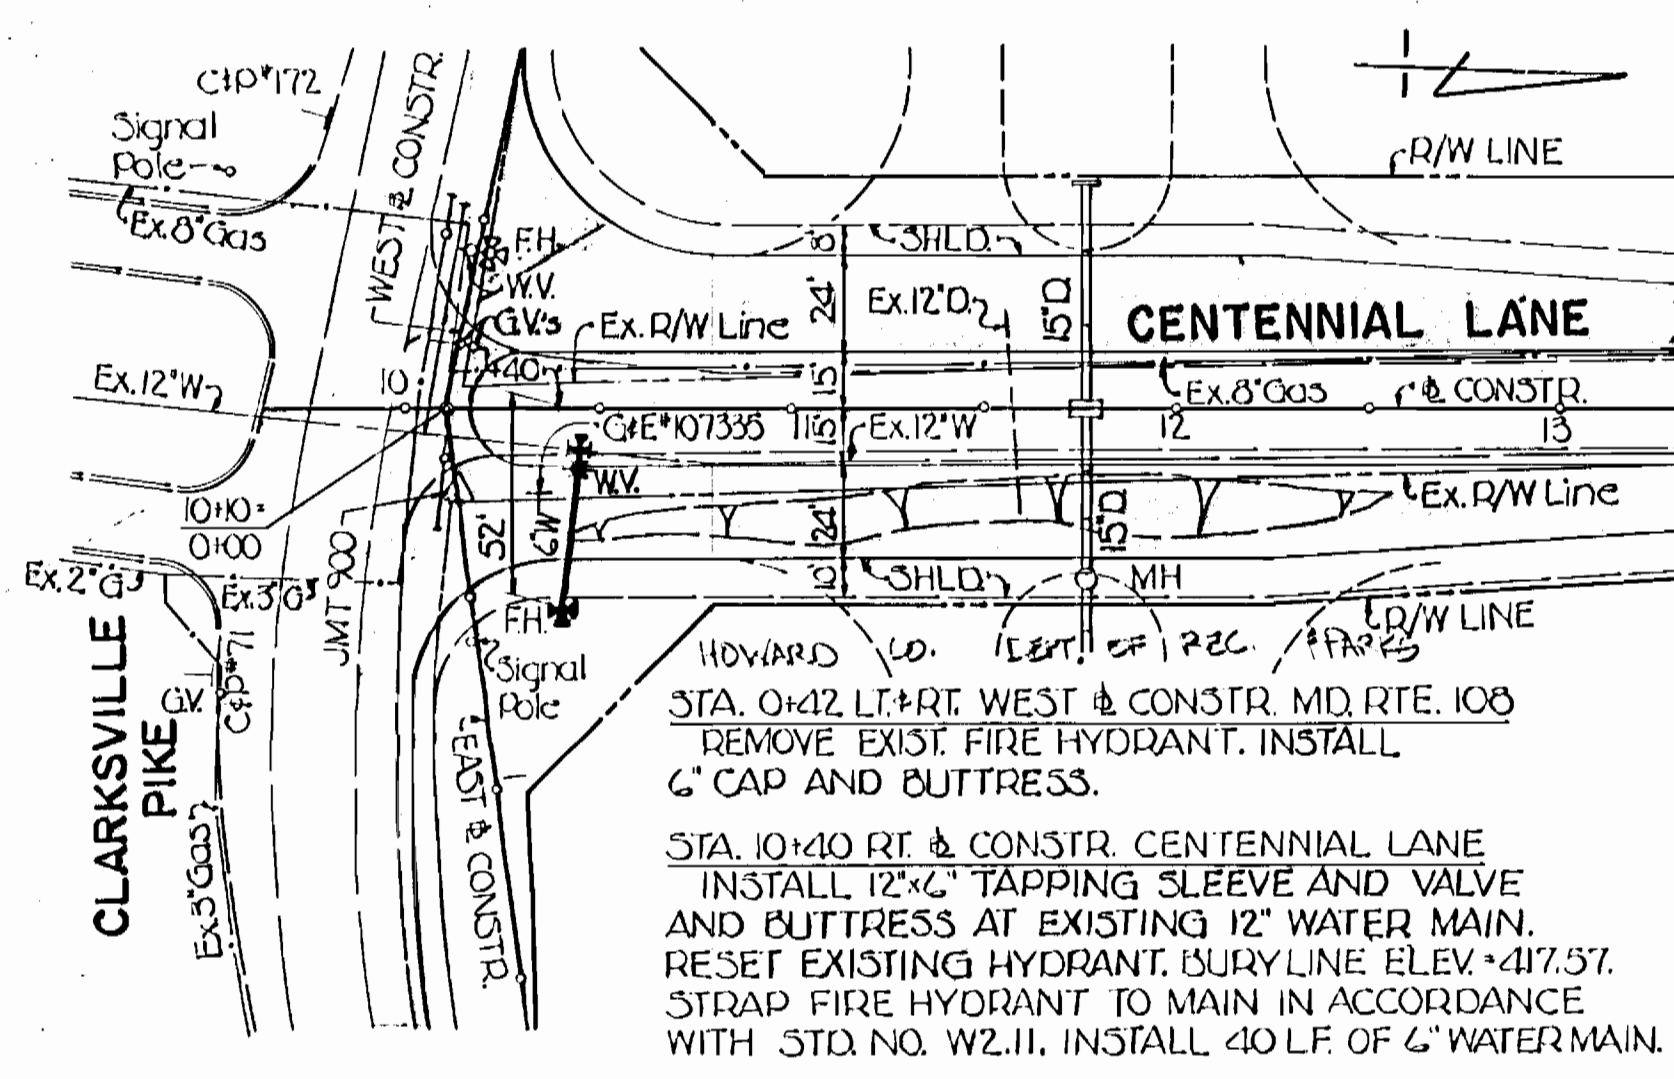 C&P#172
Signal
Pole
Ex. 8" Gas
WEST ℄ CONSTR.
R/W LINE
F.H.
W.V.
G.V.'s
Ex. R/W Line
SHLD.
8'
24'
Ex. 12" D.
15" D
CENTENNIAL LANE
Ex. 12" W
10
+40
15'
Ex. 8" Gas
℄ CONSTR.
G&E#107335
11
15'
Ex. 12" W
12
13
W.V.
Ex. R/W Line
10+10 =
0+00
52'
6" W
24'
15" D
JMT 900
Ex. 2" G
Ex. 3" G
10'
SHLD.
MH
R/W LINE
F.H.
Signal
Pole
HOWARD CO. DEPT. OF REC. & PARKS
G.V.
C&P#71
CLARKSVILLE
PIKE
Ex 3" Gas
EAST ℄ CONSTR.
1
STA. 0+42 LT.&RT. WEST ℄ CONSTR. MD. RTE. 108
REMOVE EXIST. FIRE HYDRANT. INSTALL
6" CAP AND BUTTRESS.
STA. 10+40 RT. ℄ CONSTR. CENTENNIAL LANE
INSTALL 12"x6" TAPPING SLEEVE AND VALVE
AND BUTTRESS AT EXISTING 12" WATER MAIN.
RESET EXISTING HYDRANT. BURYLINE ELEV. = 417.57.
STRAP FIRE HYDRANT TO MAIN IN ACCORDANCE
WITH STD. NO. W2.11. INSTALL 40 LF. OF 6" WATER MAIN.